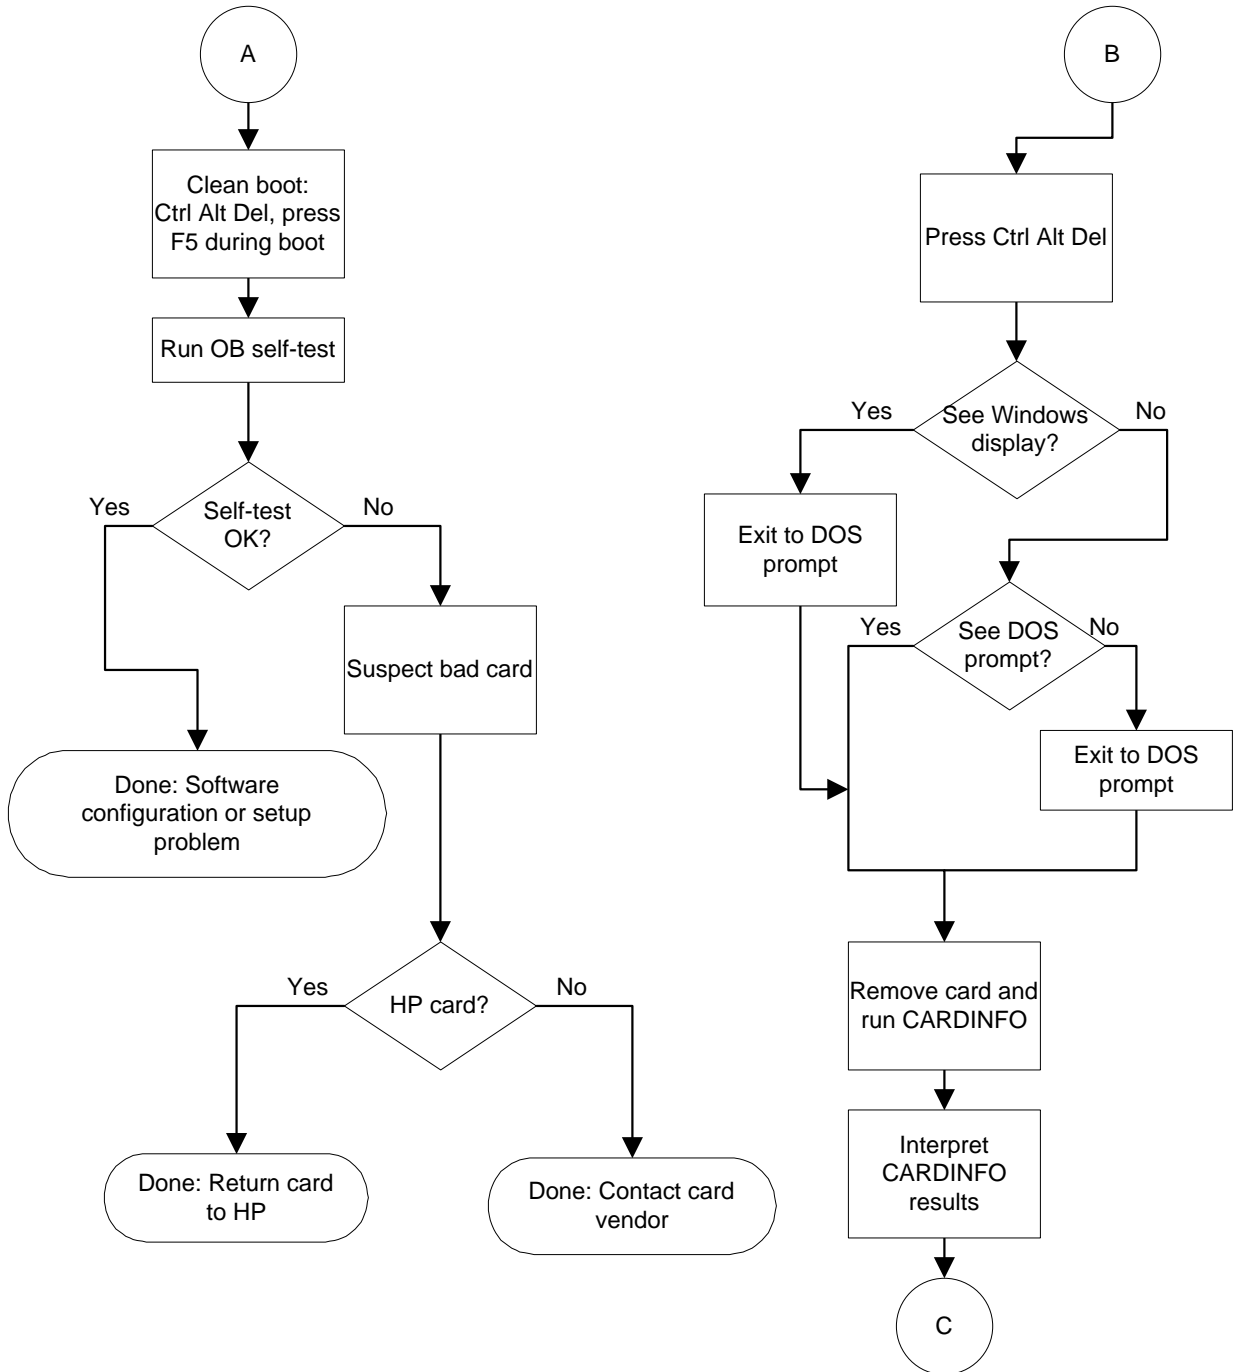 A
Clean boot:
Ctrl Alt Del, press
F5 during boot
Run OB self-test
Yes
Self-test
OK?
No
Suspect bad card
Done: Software
configuration or setup
problem
Yes
HP card?
No
Done: Return card
to HP
Done: Contact card
vendor
B
Press Ctrl Alt Del
Yes
See Windows
display?
No
Exit to DOS
prompt
Yes
See DOS
prompt?
No
Exit to DOS
prompt
Remove card and
run CARDINFO
Interpret
CARDINFO
results
C